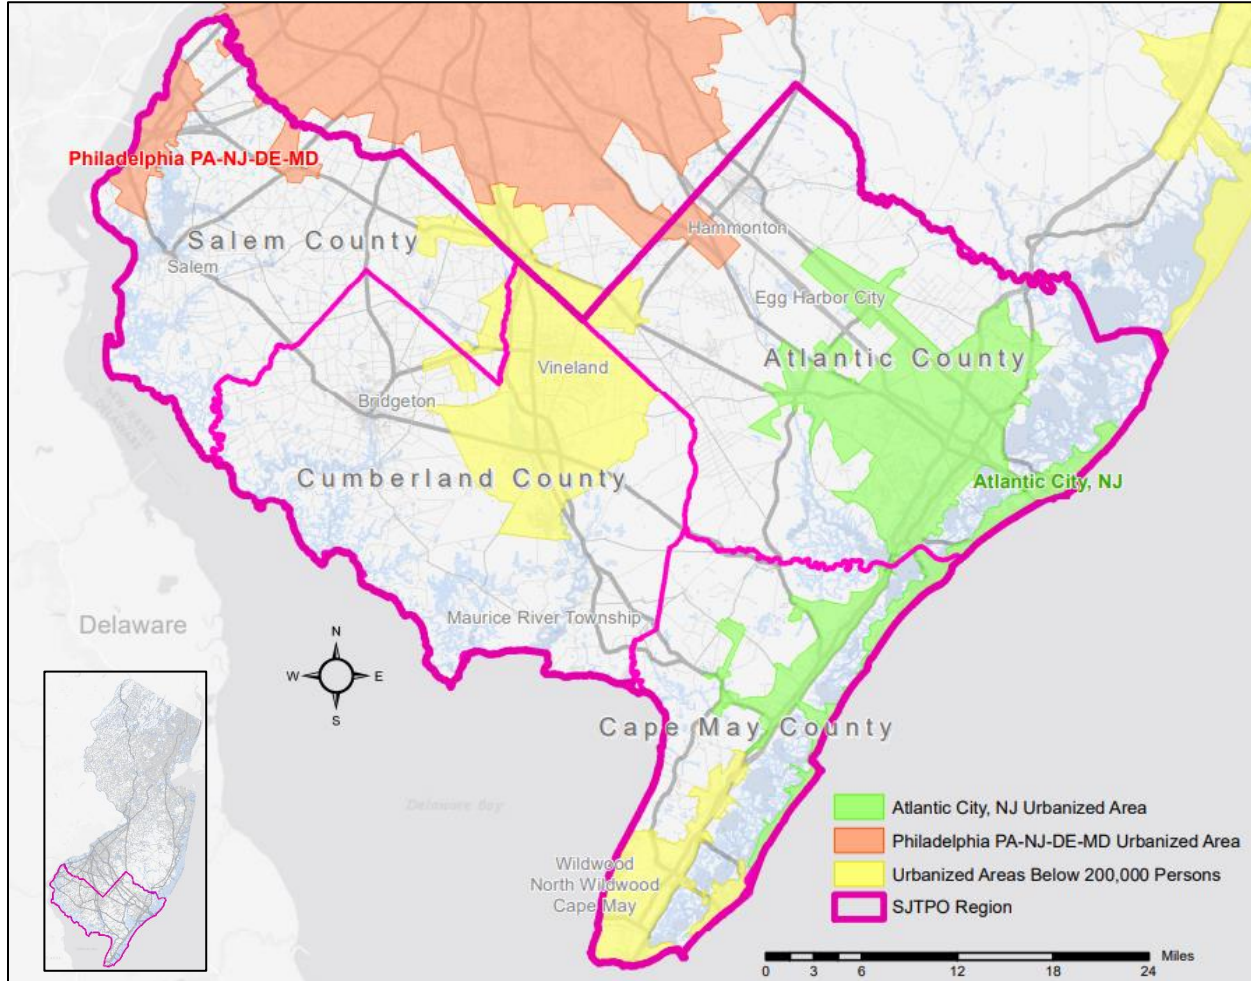 Philadelphia PA-NJ-DE-MD
Hammonton
Salem County
Salem
Egg Harbor City
Atlantic County
Vineland
Bridgeton
Cumberland County
Atlantic City, NJ
Maurice River Township
Delaware
N
W E
S
Cape May County
Delaware Bay
Wildwood
North Wildwood
Cape May
Atlantic City, NJ Urbanized Area
Philadelphia PA-NJ-DE-MD Urbanized Area
Urbanized Areas Below 200,000 Persons
SJTPO Region
Miles
0 3 6 12 18 24